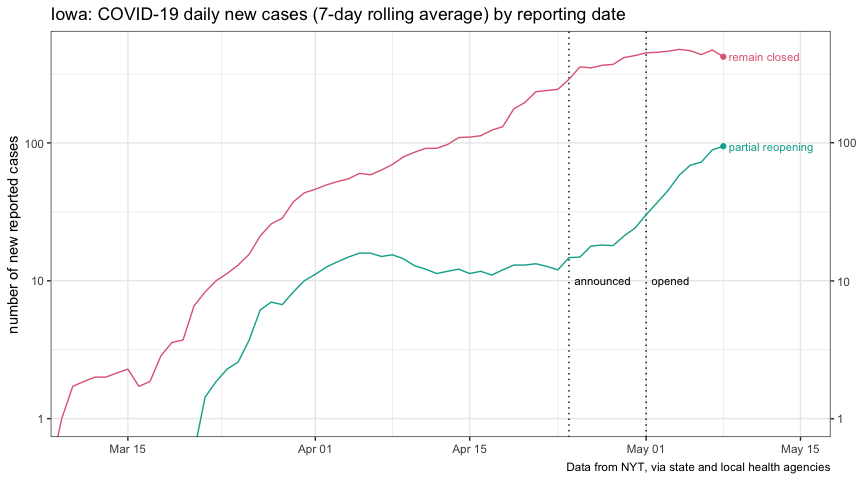 Iowa: COVID-19 daily new cases (7-day rolling average) by reporting date
number of new reported cases
100
10
1
remain closed
partial reopening
announced
opened
100
10
1
Mar 15
Apr 01
Apr 15
May 01
May 15
Data from NYT, via state and local health agencies